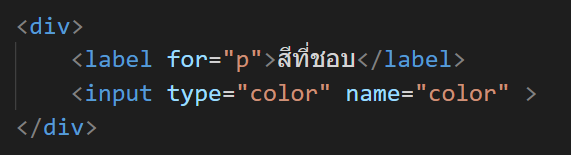 <div>
<label for="p">สีที่ชอบ</label>
<input type="color" name="color" >
</div>